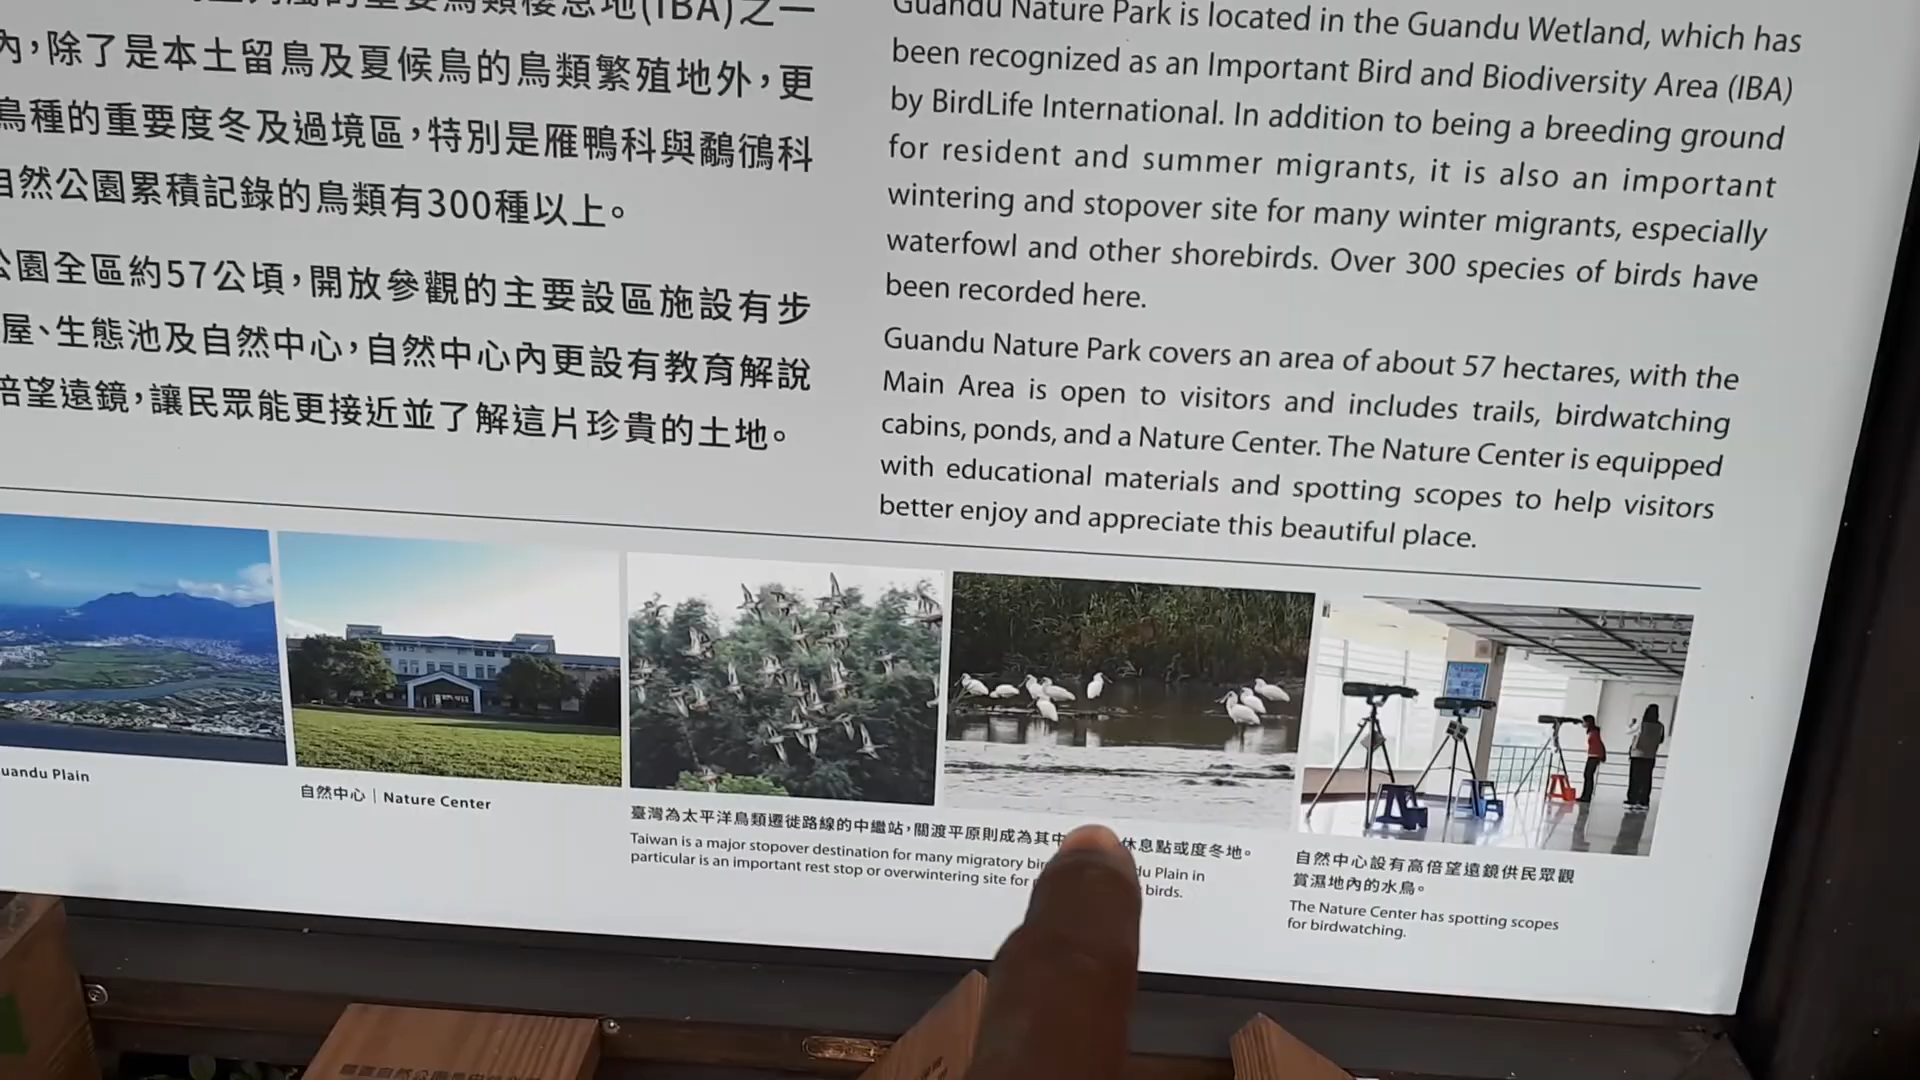 重要鳥類棲息地(IBA)之一
內，除了是本土留鳥及夏候鳥的鳥類繁殖地外，更
鳥種的重要度冬及過境區，特別是雁鴨科與鷸鴴科
自然公園累積記錄的鳥類有300種以上。
公園全區約57公頃，開放參觀的主要設區施設有步
屋、生態池及自然中心，自然中心內更設有教育解說
倍望遠鏡，讓民眾能更接近並了解這片珍貴的土地。
Guandu Nature Park is located in the Guandu Wetland, which has
been recognized as an Important Bird and Biodiversity Area (IBA)
by BirdLife International. In addition to being a breeding ground
for resident and summer migrants, it is also an important
wintering and stopover site for many winter migrants, especially
waterfowl and other shorebirds. Over 300 species of birds have
been recorded here.
Guandu Nature Park covers an area of about 57 hectares, with the
Main Area is open to visitors and includes trails, birdwatching
cabins, ponds, and a Nature Center. The Nature Center is equipped
with educational materials and spotting scopes to help visitors
better enjoy and appreciate this beautiful place.
uandu Plain
自然中心｜Nature Center
臺灣為太平洋鳥類遷徙路線的中繼站，關渡平原則成為其中 休息點或度冬地。
Taiwan is a major stopover destination for many migratory bir du Plain in
particular is an important rest stop or overwintering site for birds.
自然中心設有高倍望遠鏡供民眾觀
賞濕地內的水鳥。
The Nature Center has spotting scopes
for birdwatching.